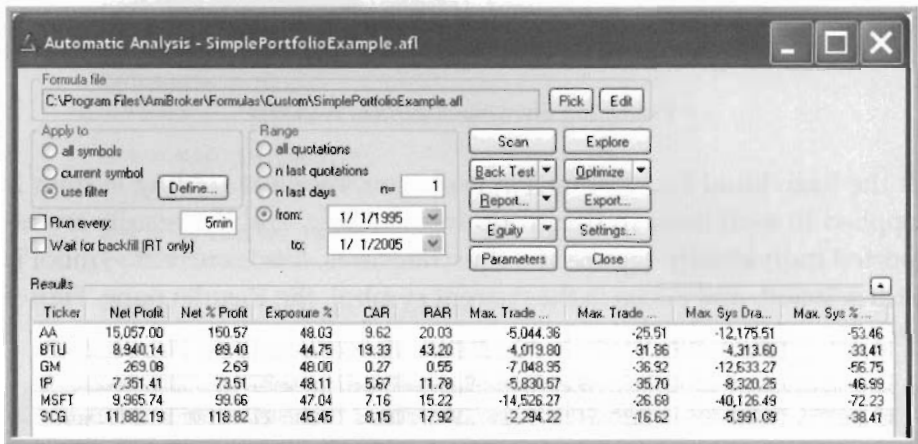 Automatic Analysis - SimplePortfolioExample.afl
Formula file
C:\Program Files\AmiBroker\Formulas\Custom\SimplePortfolioExample.afl Pick Edit
Apply to Range
all symbols all quotations Scan Explore
current symbol n last quotations Back Test Optimize
use filter Define... n last days n= 1 Report... Export...
Run every: 5min from: 1/ 1/1995 Equity Settings...
Wait for backfill (RT only) to: 1/ 1/2005 Parameters Close
Results
Ticker Net Profit Net % Profit Exposure % CAR RAR Max. Trade ... Max. Trade ... Max. Sys Dra... Max. Sys % ...
AA 15,057.00 150.57 48.03 9.62 20.03 -5,044.36 -25.51 -12,175.51 -53.46
BTU 8,940.14 89.40 44.75 19.33 43.20 -4,019.80 -31.86 -4,313.60 -33.41
GM 269.08 2.69 48.00 0.27 0.55 -7,048.95 -36.92 -12,633.27 -56.75
IP 7,351.41 73.51 48.11 5.67 11.78 -5,830.57 -35.70 -8,320.25 -46.99
MSFT 9,965.74 99.66 47.04 7.16 15.22 -14,526.27 -26.68 -40,126.49 -72.23
SCG 11,882.19 118.82 45.45 8.15 17.92 -2,294.22 -16.62 -5,991.09 -38.41